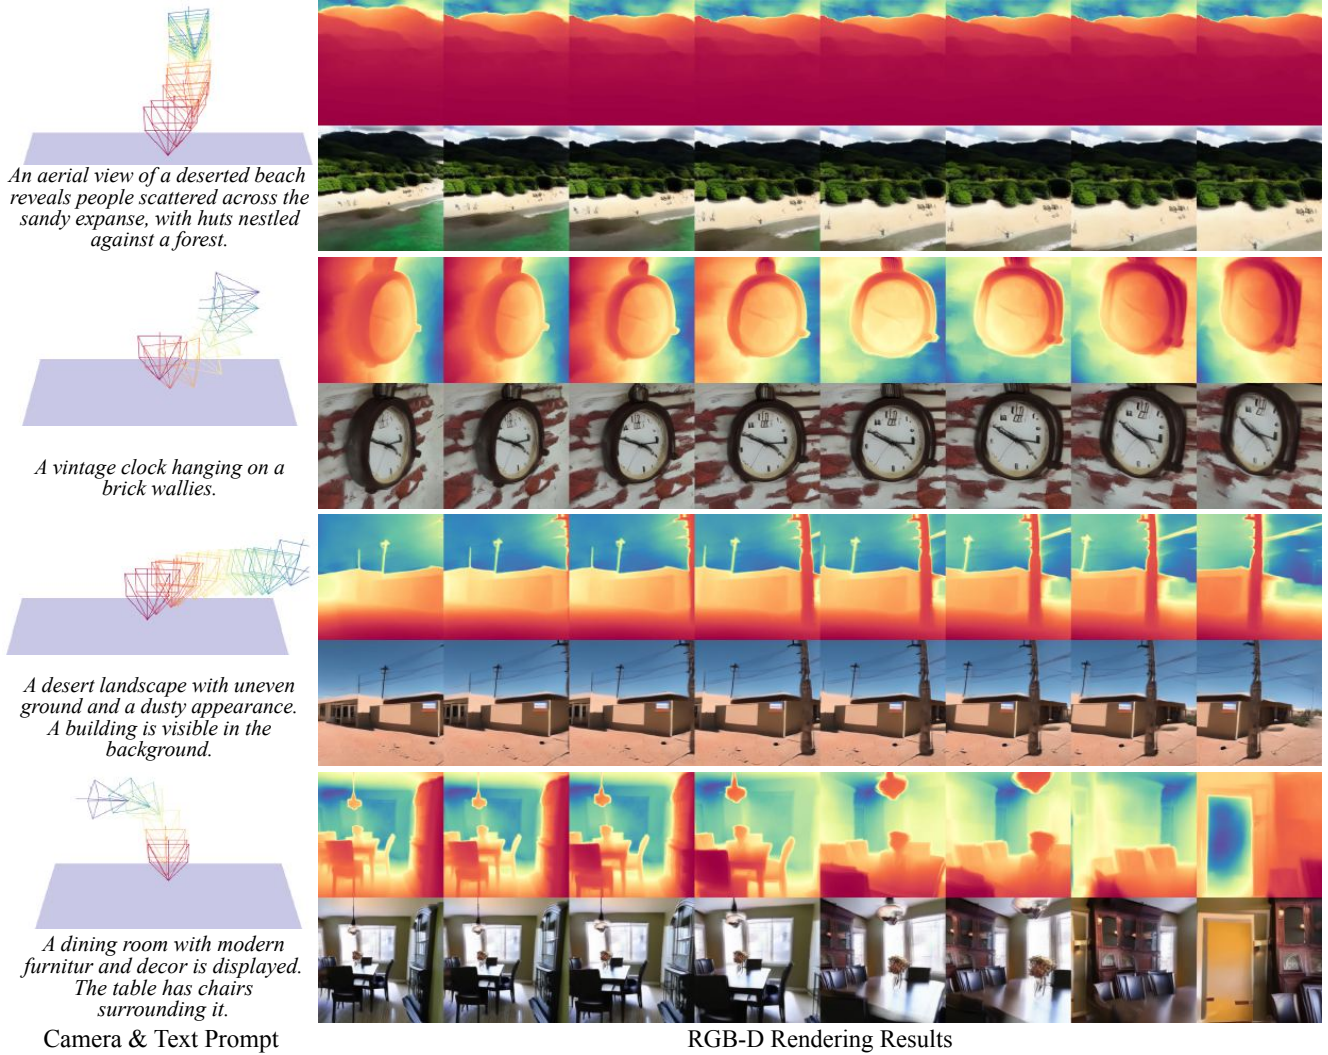 An aerial view of a deserted beach
reveals people scattered across the
sandy expanse, with huts nestled
against a forest.
A vintage clock hanging on a
brick wallies.
A desert landscape with uneven
ground and a dusty appearance.
A building is visible in the
background.
A dining room with modern
furnitur and decor is displayed.
The table has chairs
surrounding it.
Camera & Text Prompt
RGB-D Rendering Results